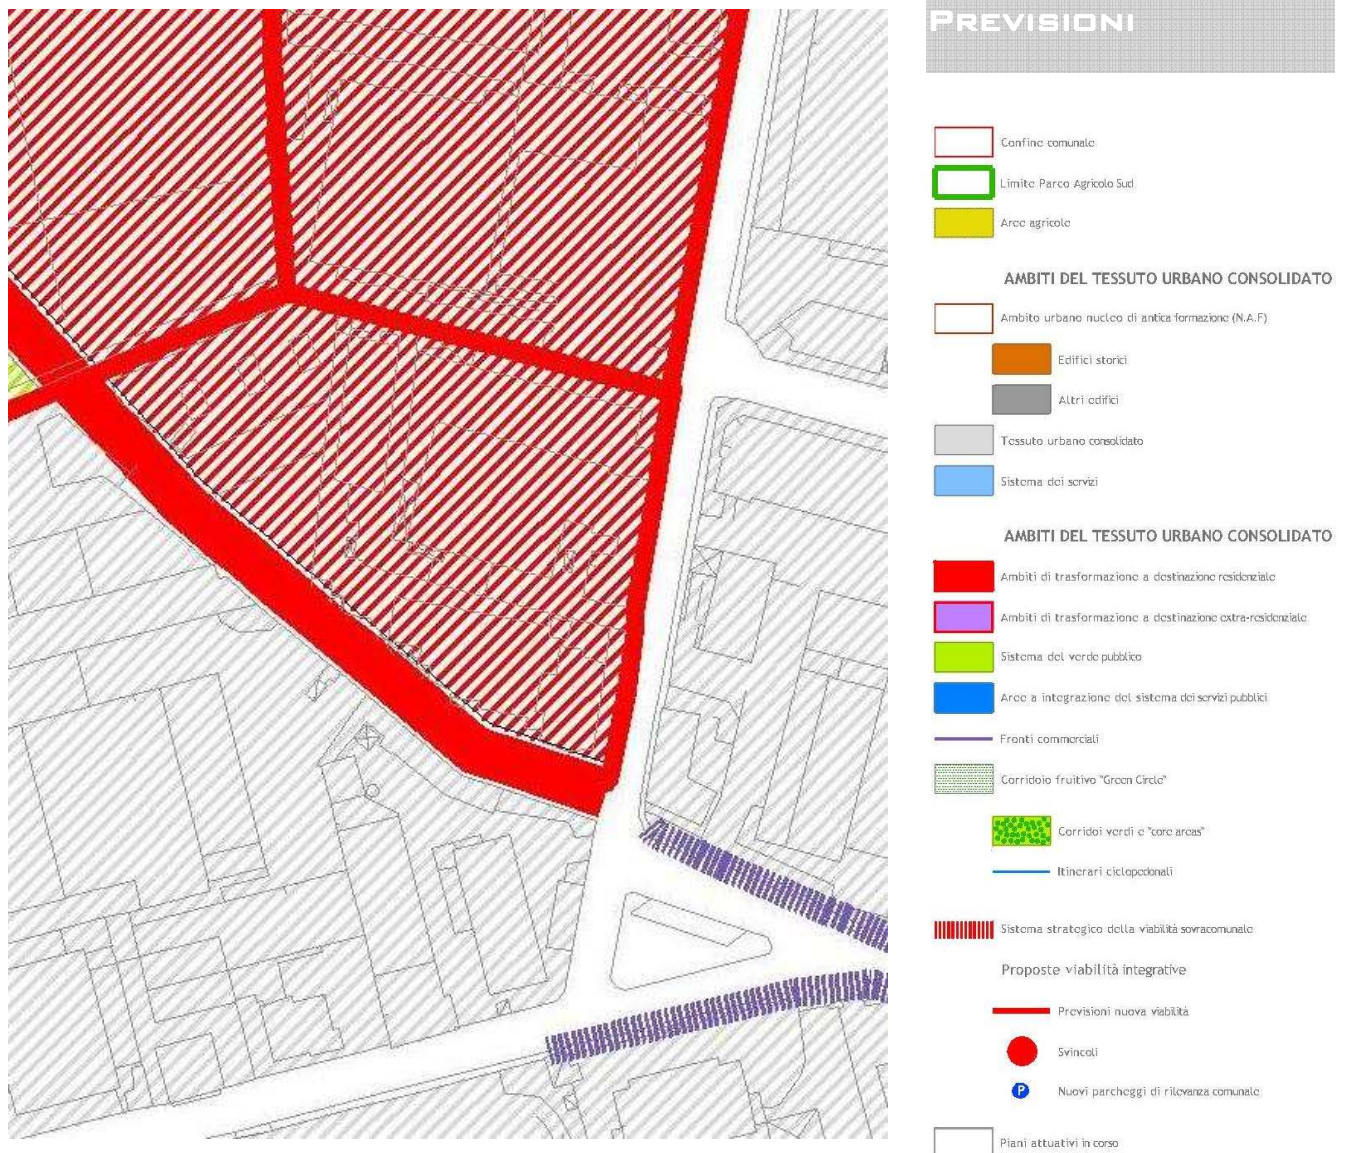 PREVISIONI
Confine comunale
Limite Parco Agricolo Sud
Aree agricole
AMBITI DEL TESSUTO URBANO CONSOLIDATO
Ambito urbano nucleo di antica formazione (N.A.F)
Edifici storici
Altri edifici
Tessuto urbano consolidato
Sistema dei servizi
AMBITI DEL TESSUTO URBANO CONSOLIDATO
Ambiti di trasformazione a destinazione residenziale
Ambiti di trasformazione a destinazione extra-residenziale
Sistema del verde pubblico
Aree a integrazione del sistema dei servizi pubblici
Fronti commerciali
Corridoio fruitivo "Green Circle"
Corridoi verdi e "core areas"
Itinerari ciclopedonali
Sistema strategico della viabilità sovracomunale
Proposte viabilità integrative
Previsioni nuova viabilità
Svincoli
P Nuovi parcheggi di rilevanza comunale
Piani attuativi in corso